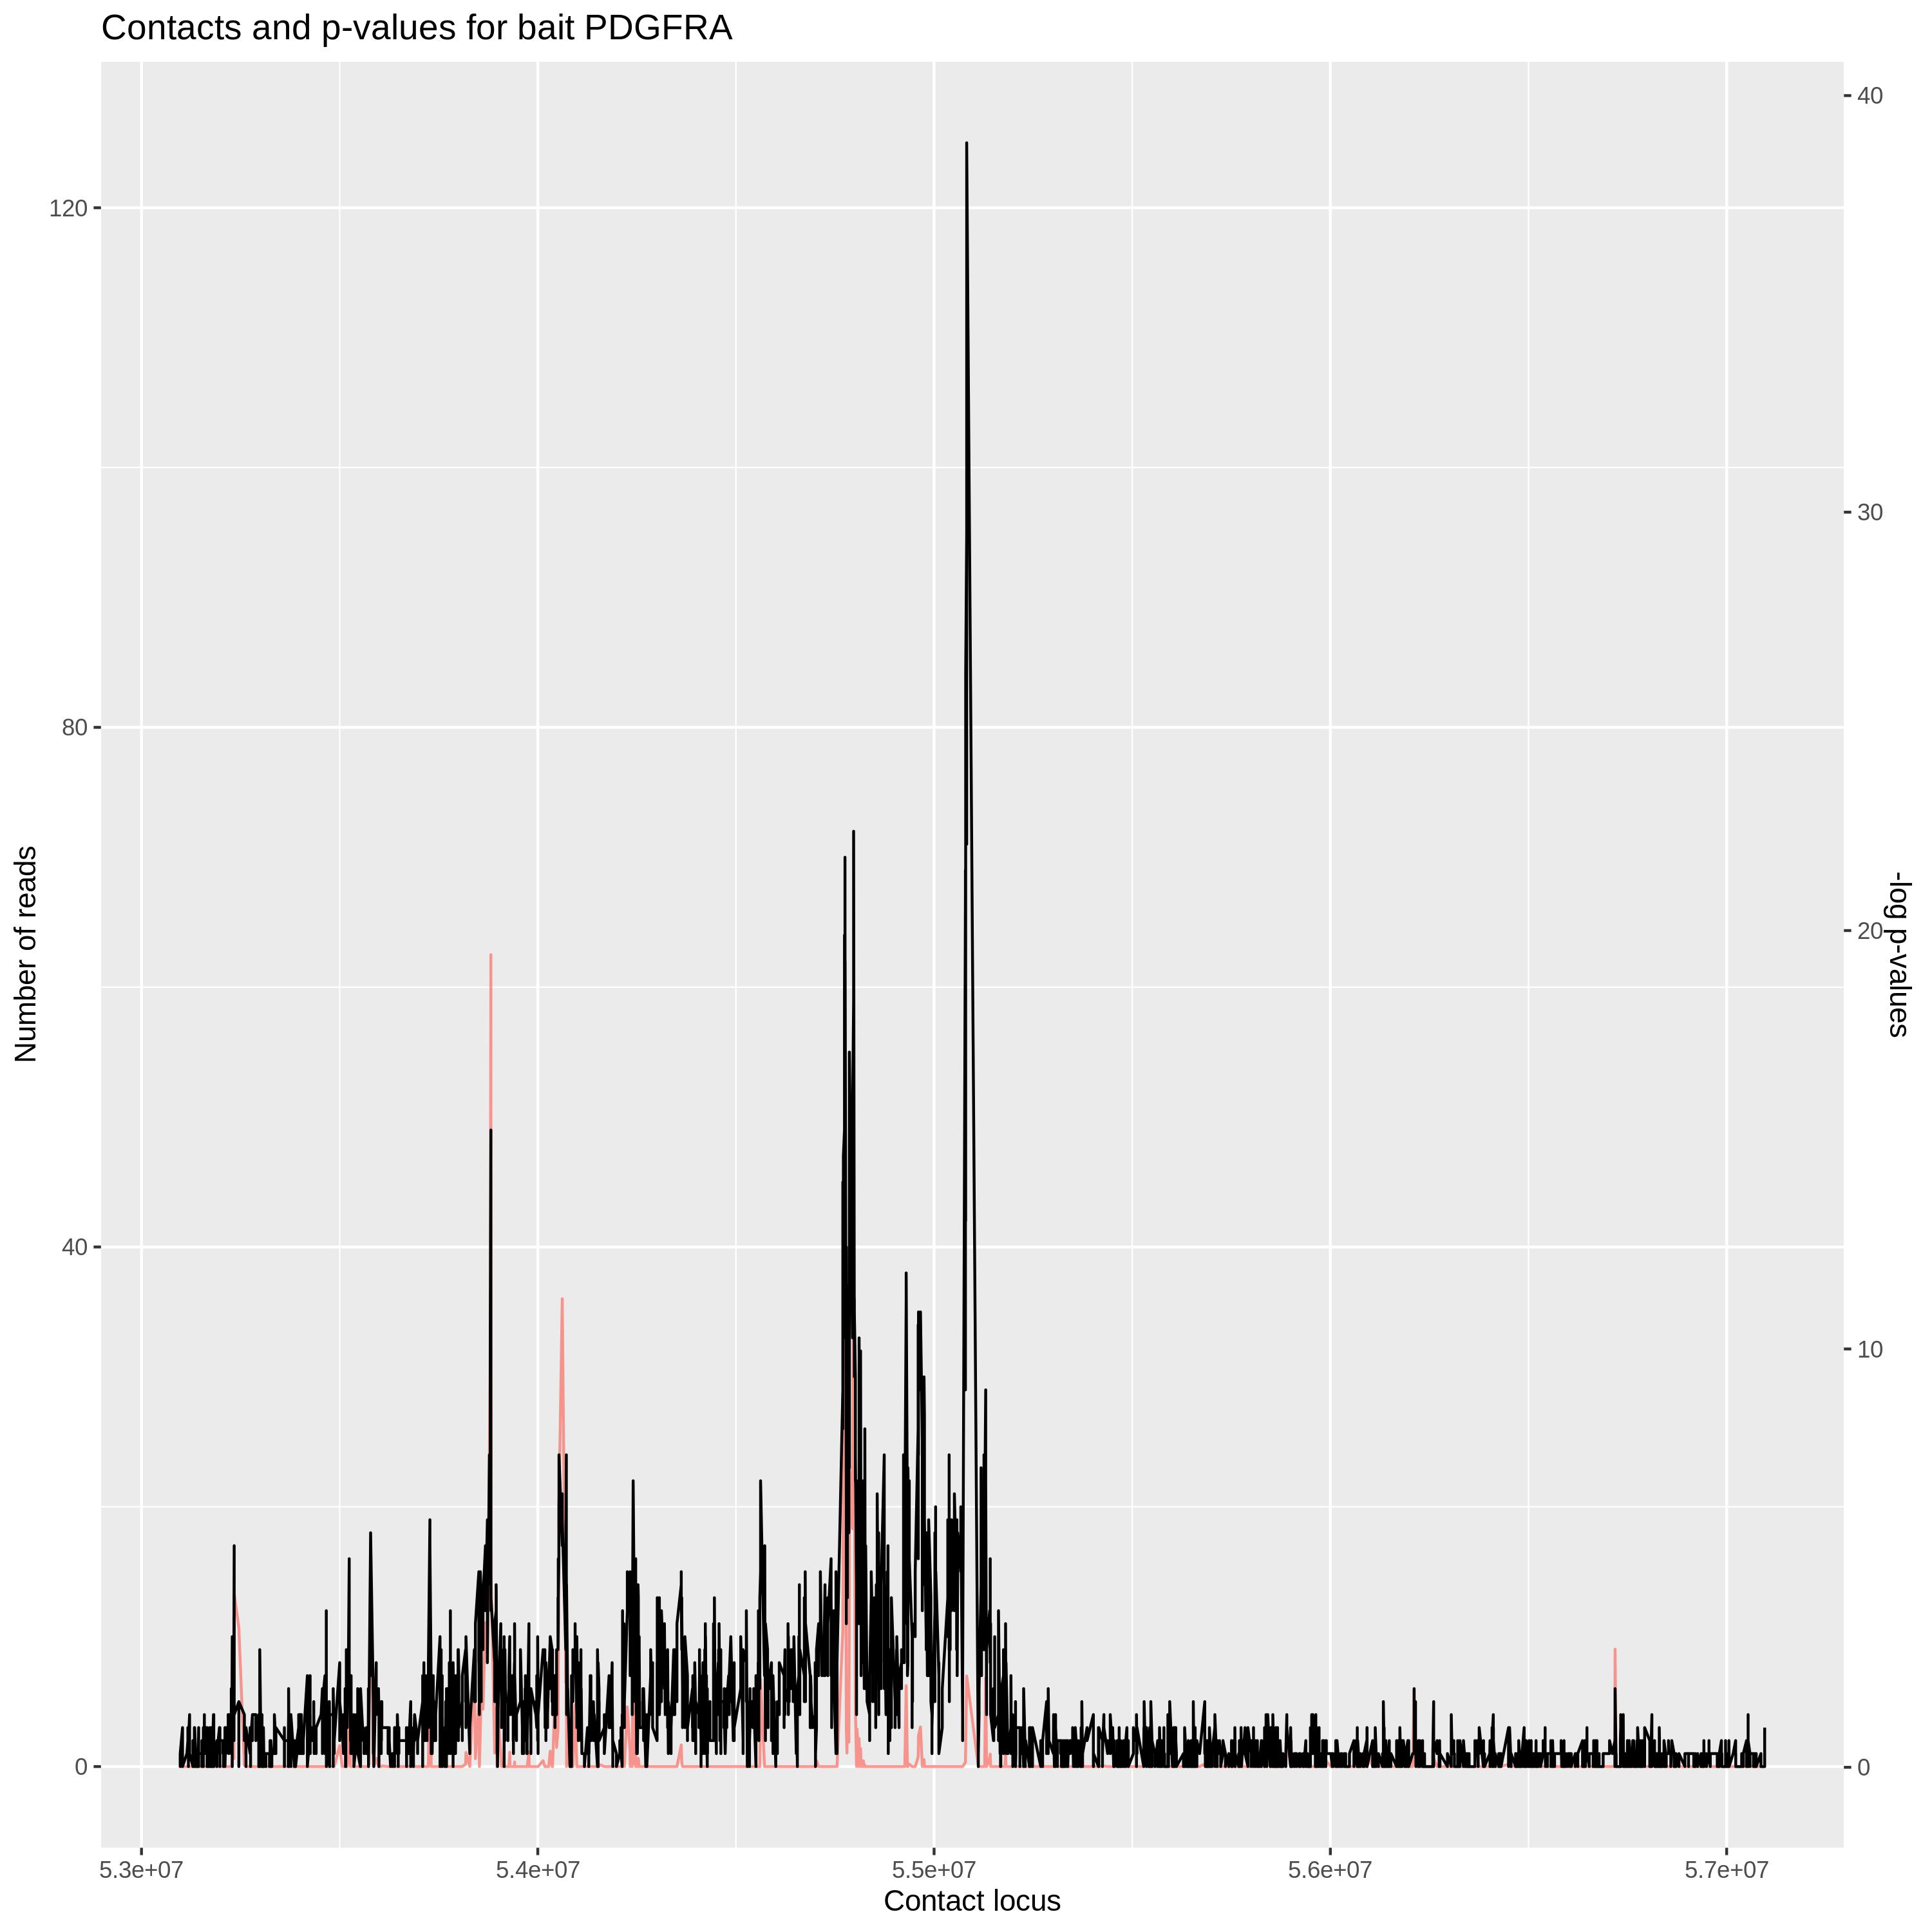 Contacts and p-values for bait PDGFRA
Number of reads
120
80
40
0
40
30
20
10
0
-log p-values
5.3e+07
5.4e+07
5.5e+07
5.6e+07
5.7e+07
Contact locus